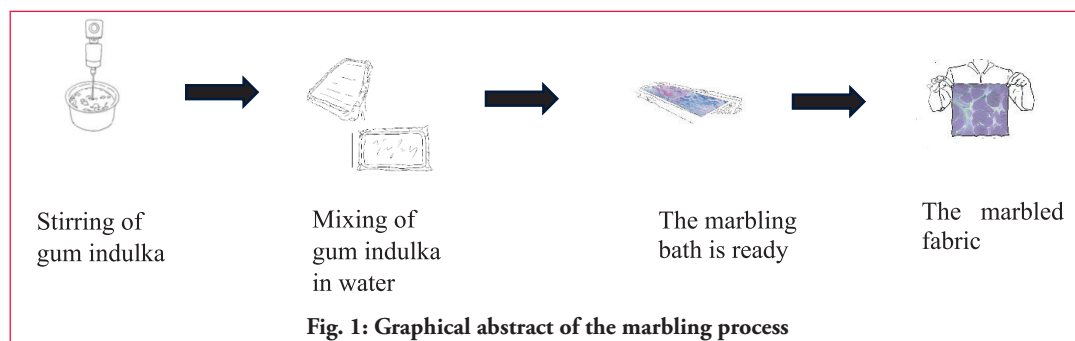 Stirring of
gum indulka
Mixing of
gum indulka
in water
The marbling
bath is ready
The marbled
fabric
Fig. 1: Graphical abstract of the marbling process